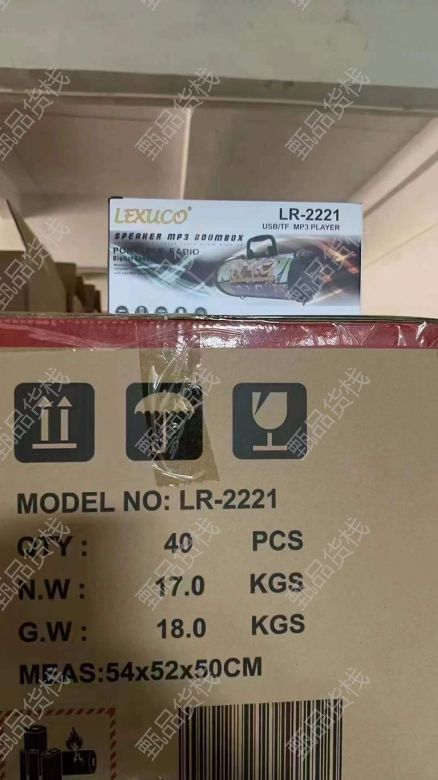 LEXUCO®
LR-2221
USB/TF MP3 PLAYER
SPEAKER MP3 BOOMBOX
PORTABLE RADIO
MODEL NO: LR-2221
QTY : 40 PCS
N.W : 17.0 KGS
G.W : 18.0 KGS
MEAS:54x52x50CM
甄品货栈